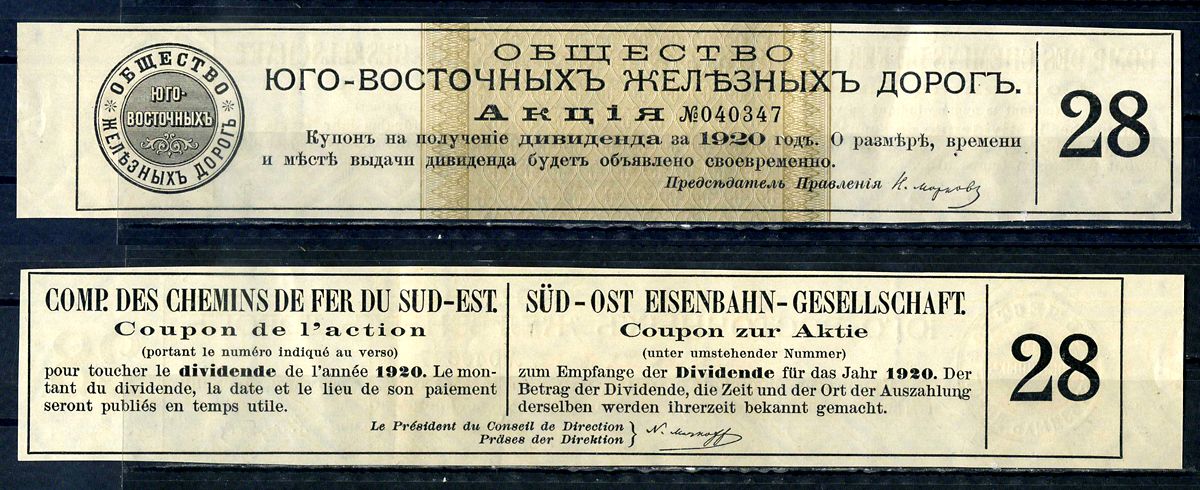 ОБЩЕСТВО
ЮГО-ВОСТОЧНЫХЪ ЖЕЛѢЗНЫХЪ ДОРОГЪ.
ОБЩЕСТВО
ЮГО-
ВОСТОЧНЫХЪ
ЖЕЛѢЗНЫХЪ ДОРОГЪ
АКЦІЯ №040347
Купонъ на полученіе дивиденда за 1920 годъ. О размѣрѣ, времени
и мѣстѣ выдачи дивиденда будетъ объявлено своевременно.
Предсѣдатель Правленія Н. Марковъ
28
COMP. DES CHEMINS DE FER DU SUD-EST.
Coupon de l'action
(portant le numéro indiqué au verso)
pour toucher le dividende de l'année 1920. Le mon-
tant du dividende, la date et le lieu de son paiement
seront publiés en temps utile.
SÜD-OST EISENBAHN-GESELLSCHAFT.
Coupon zur Aktie
(unter umstehender Nummer)
zum Empfange der Dividende für das Jahr 1920. Der
Betrag der Dividende, die Zeit und der Ort der Auszahlung
derselben werden ihrerzeit bekannt gemacht.
Le Président du Conseil de Direction
Präses der Direktion } N. Markoff
28